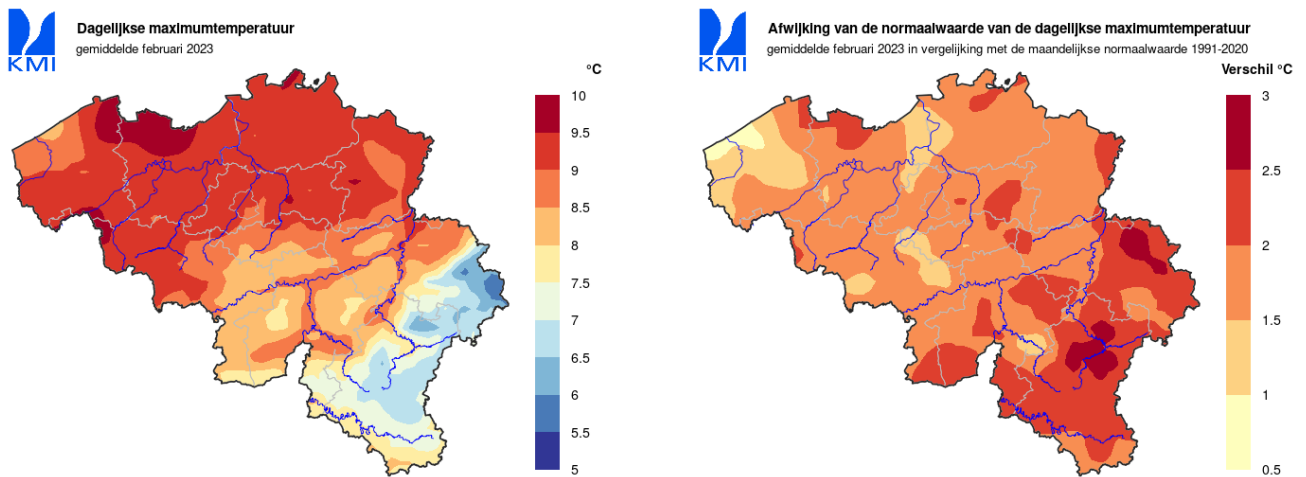 KMI
Dagelijkse maximumtemperatuur
gemiddelde februari 2023
°C
10
9.5
9
8.5
8
7.5
7
6.5
6
5.5
5
KMI
Afwijking van de normaalwaarde van de dagelijkse maximumtemperatuur
gemiddelde februari 2023 in vergelijking met de maandelijkse normaalwaarde 1991-2020
Verschil °C
3
2.5
2
1.5
1
0.5